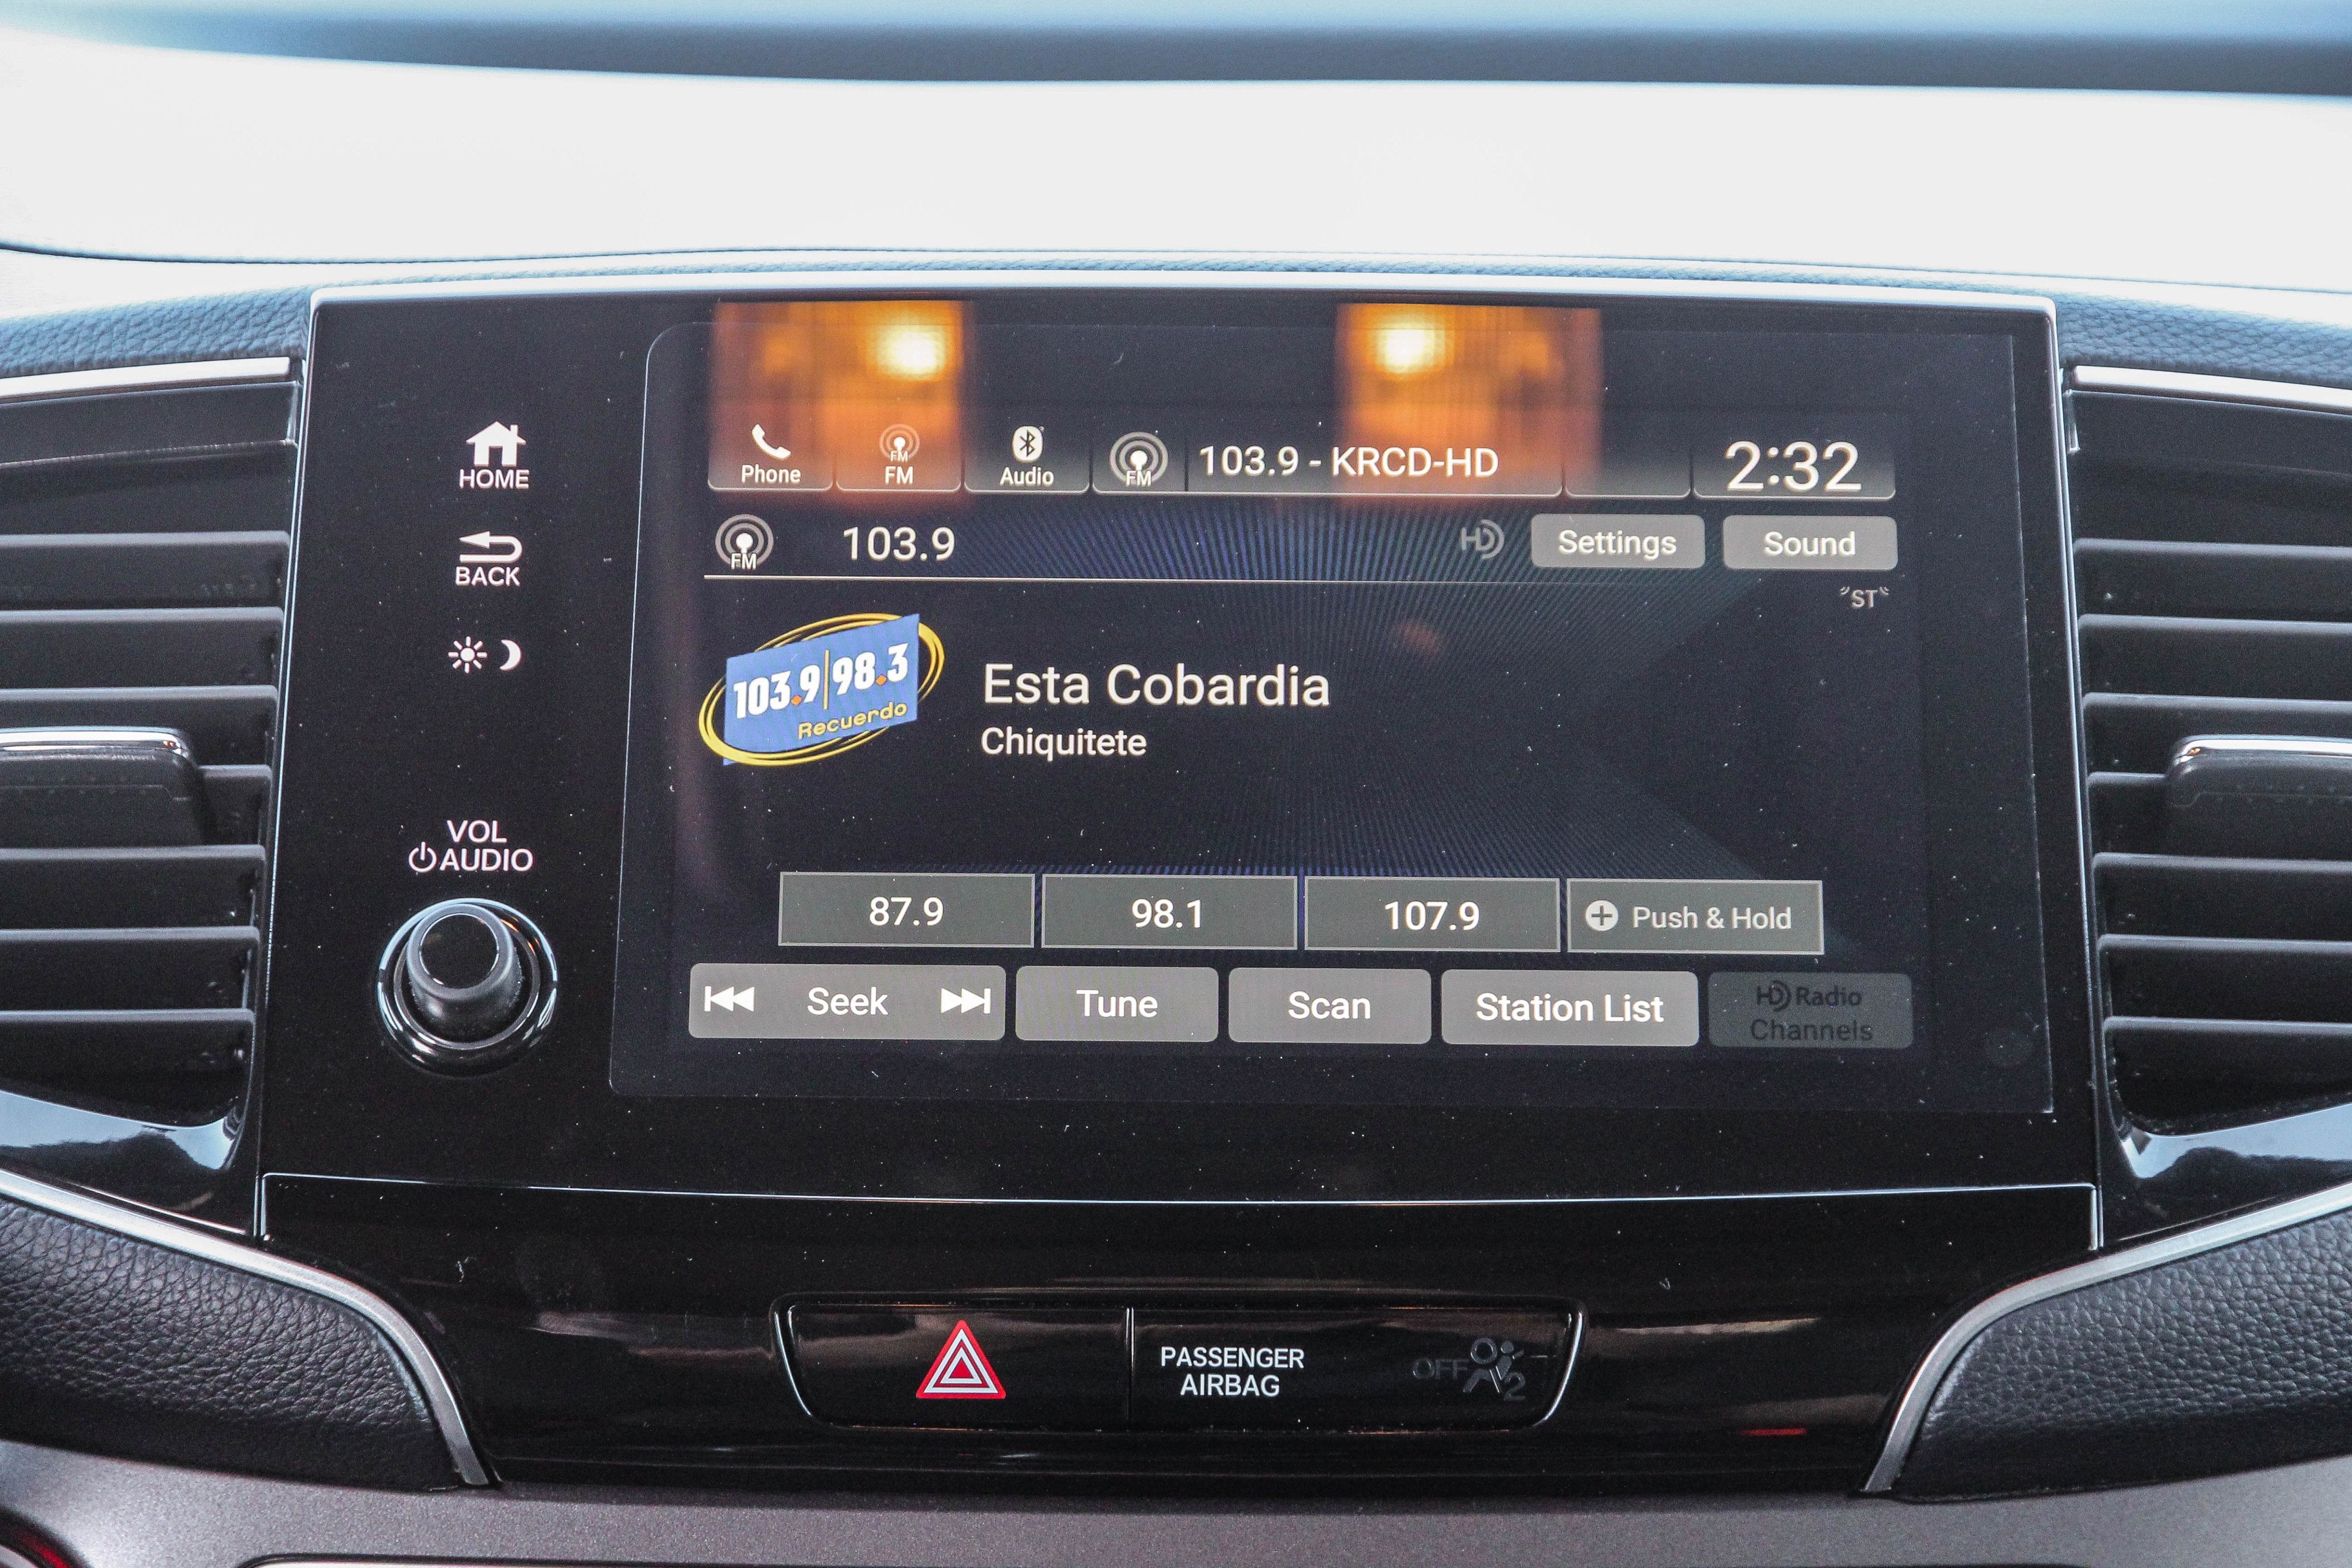 HOME
BACK
VOL
AUDIO
Phone
FM
FM
Audio
FM
103.9 - KRCD-HD
2:32
FM
103.9
HD
Settings
Sound
"ST"
103.9|98.3
Recuerdo
Esta Cobardia
Chiquitete
87.9
98.1
107.9
+ Push & Hold
Seek
Tune
Scan
Station List
HD Radio
Channels
PASSENGER
AIRBAG
OFF
2